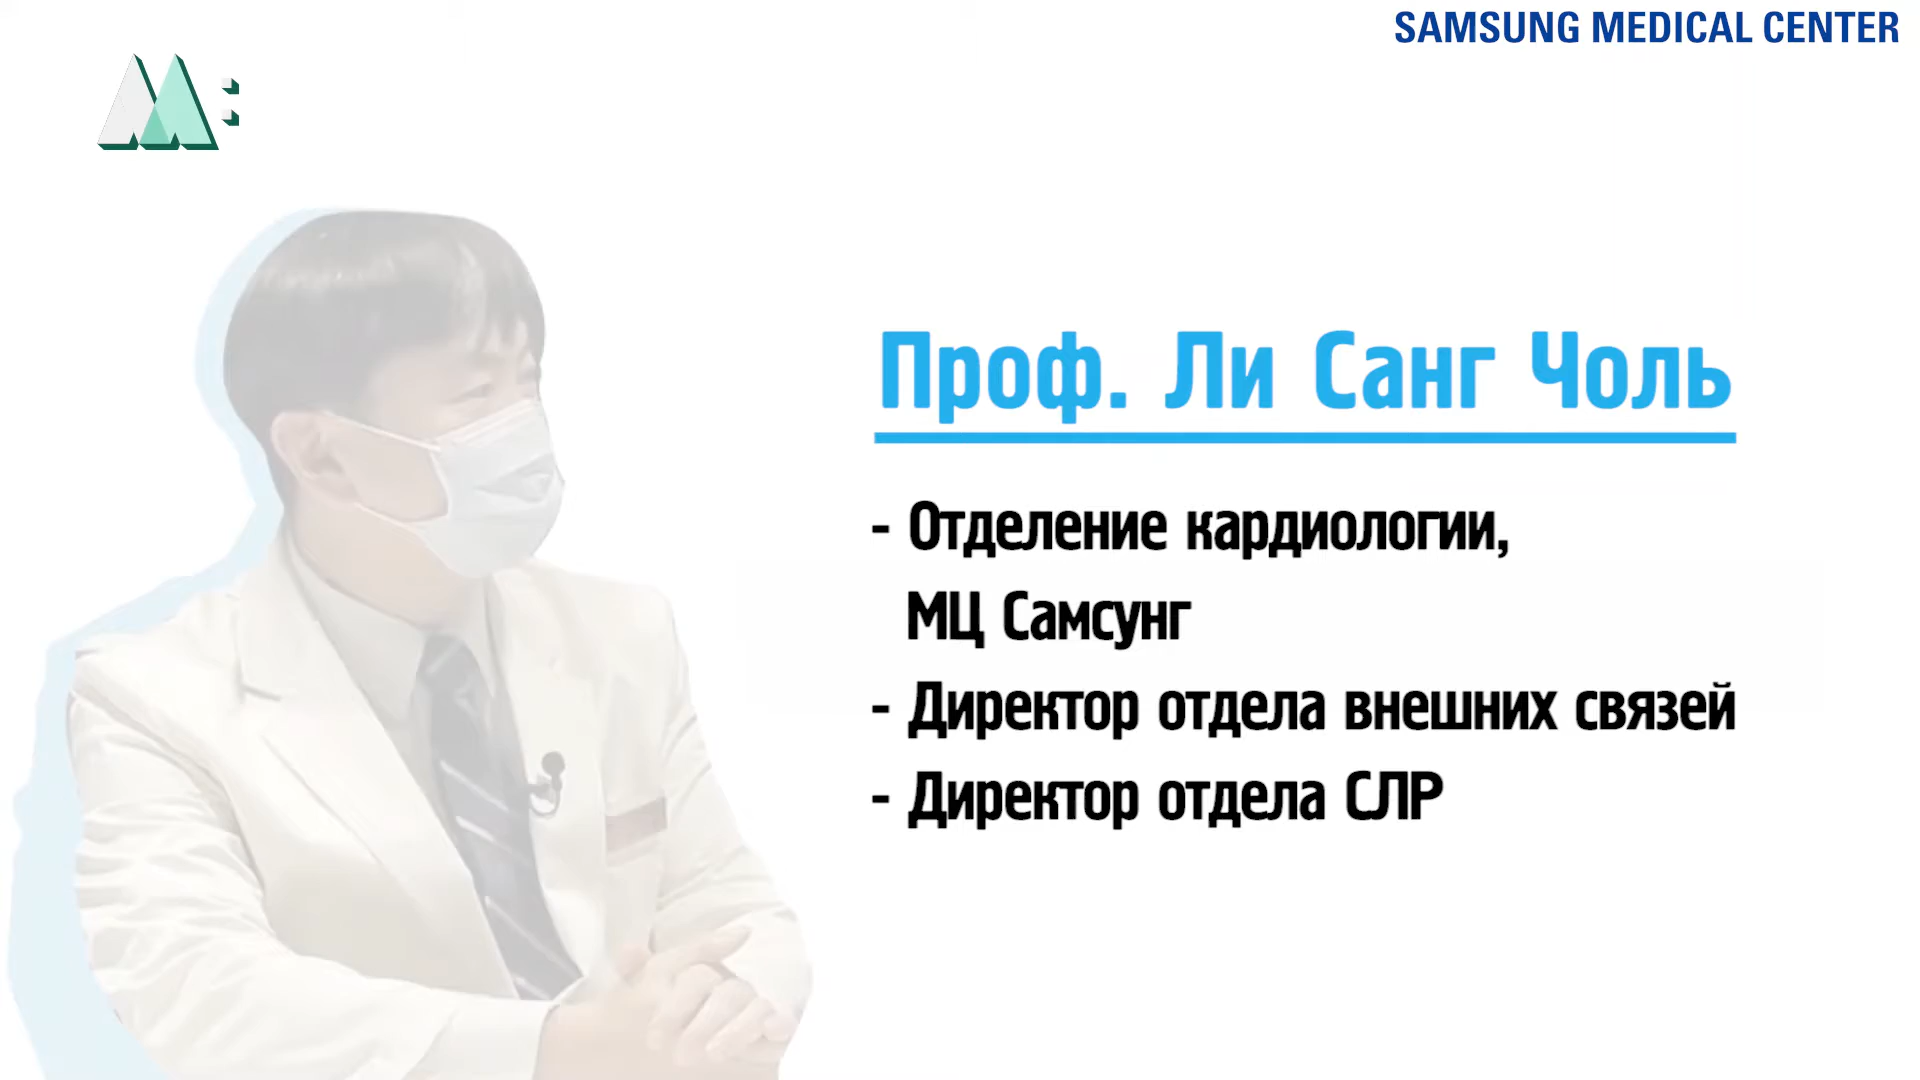 SAMSUNG MEDICAL CENTER
M:
Проф. Ли Санг Чоль
- Отделение кардиологии,
МЦ Самсунг
- Директор отдела внешних связей
- Директор отдела СЛР